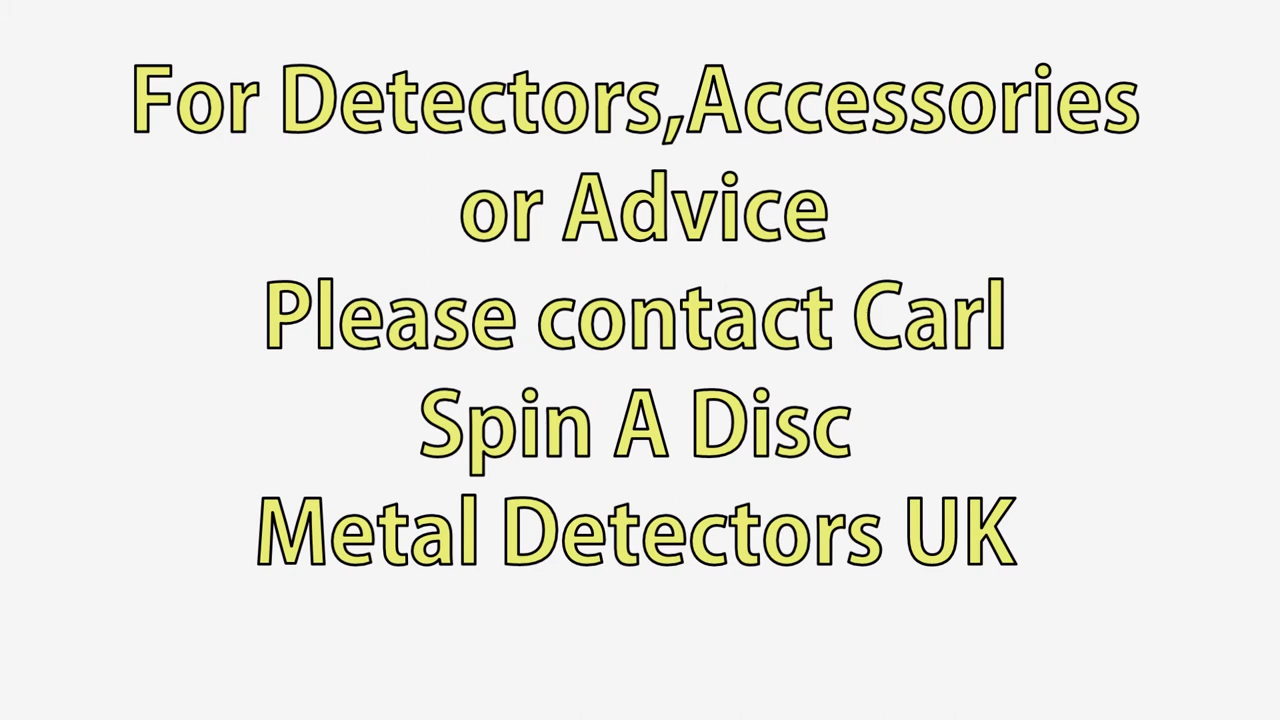 For Detectors,Accessories
or Advice
Please contact Carl
Spin A Disc
Metal Detectors UK